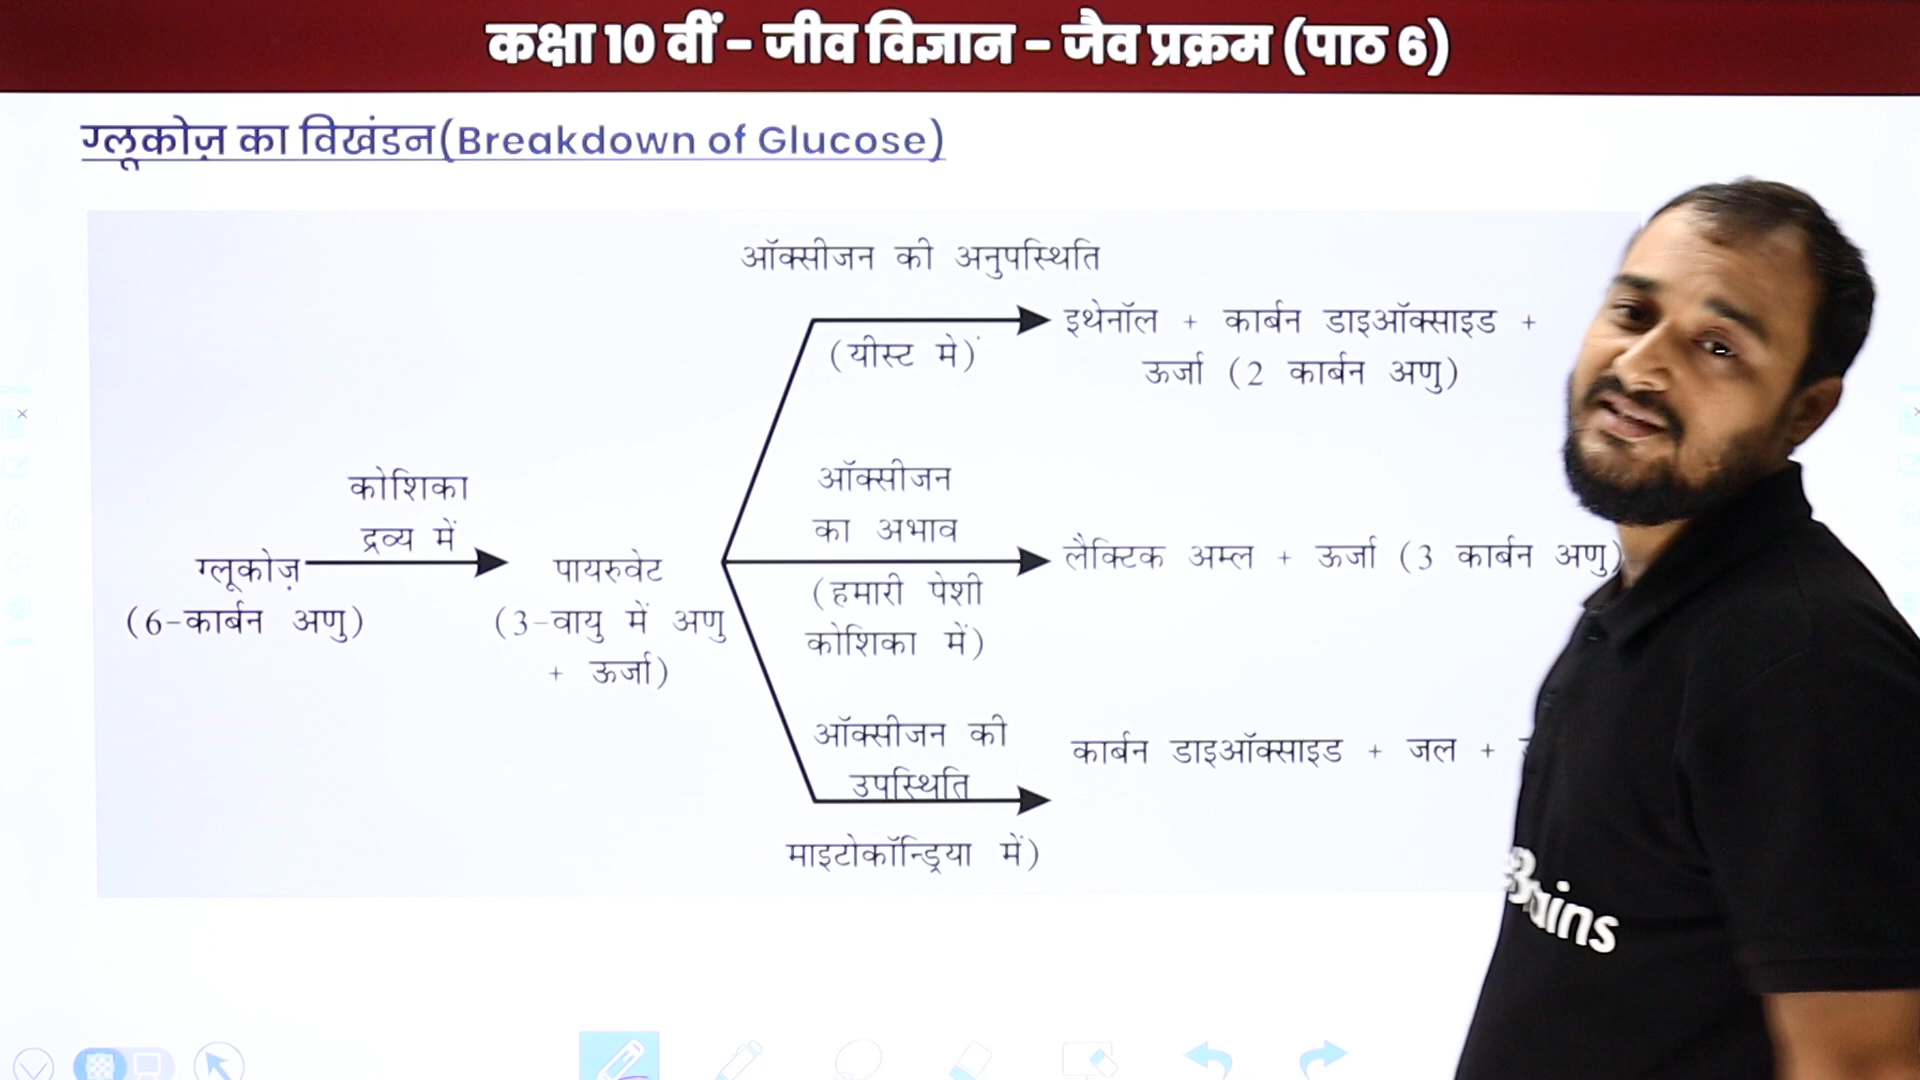 कक्षा 10 वीं - जीव विज्ञान - जैव प्रक्रम (पाठ 6)
ग्लूकोज़ का विखंडन(Breakdown of Glucose)
ऑक्सीजन की अनुपस्थिति
(यीस्ट में)
इथेनॉल + कार्बन डाइऑक्साइड +
ऊर्जा (2 कार्बन अणु)
कोशिका
द्रव्य में
ग्लूकोज़
(6-कार्बन अणु)
पायरुवेट
(3-वायु में अणु
+ ऊर्जा)
ऑक्सीजन
का अभाव
(हमारी पेशी
कोशिका में)
लैक्टिक अम्ल + ऊर्जा (3 कार्बन अणु)
ऑक्सीजन की
उपस्थिति
माइटोकॉन्ड्रिया में)
कार्बन डाइऑक्साइड + जल +
Brains